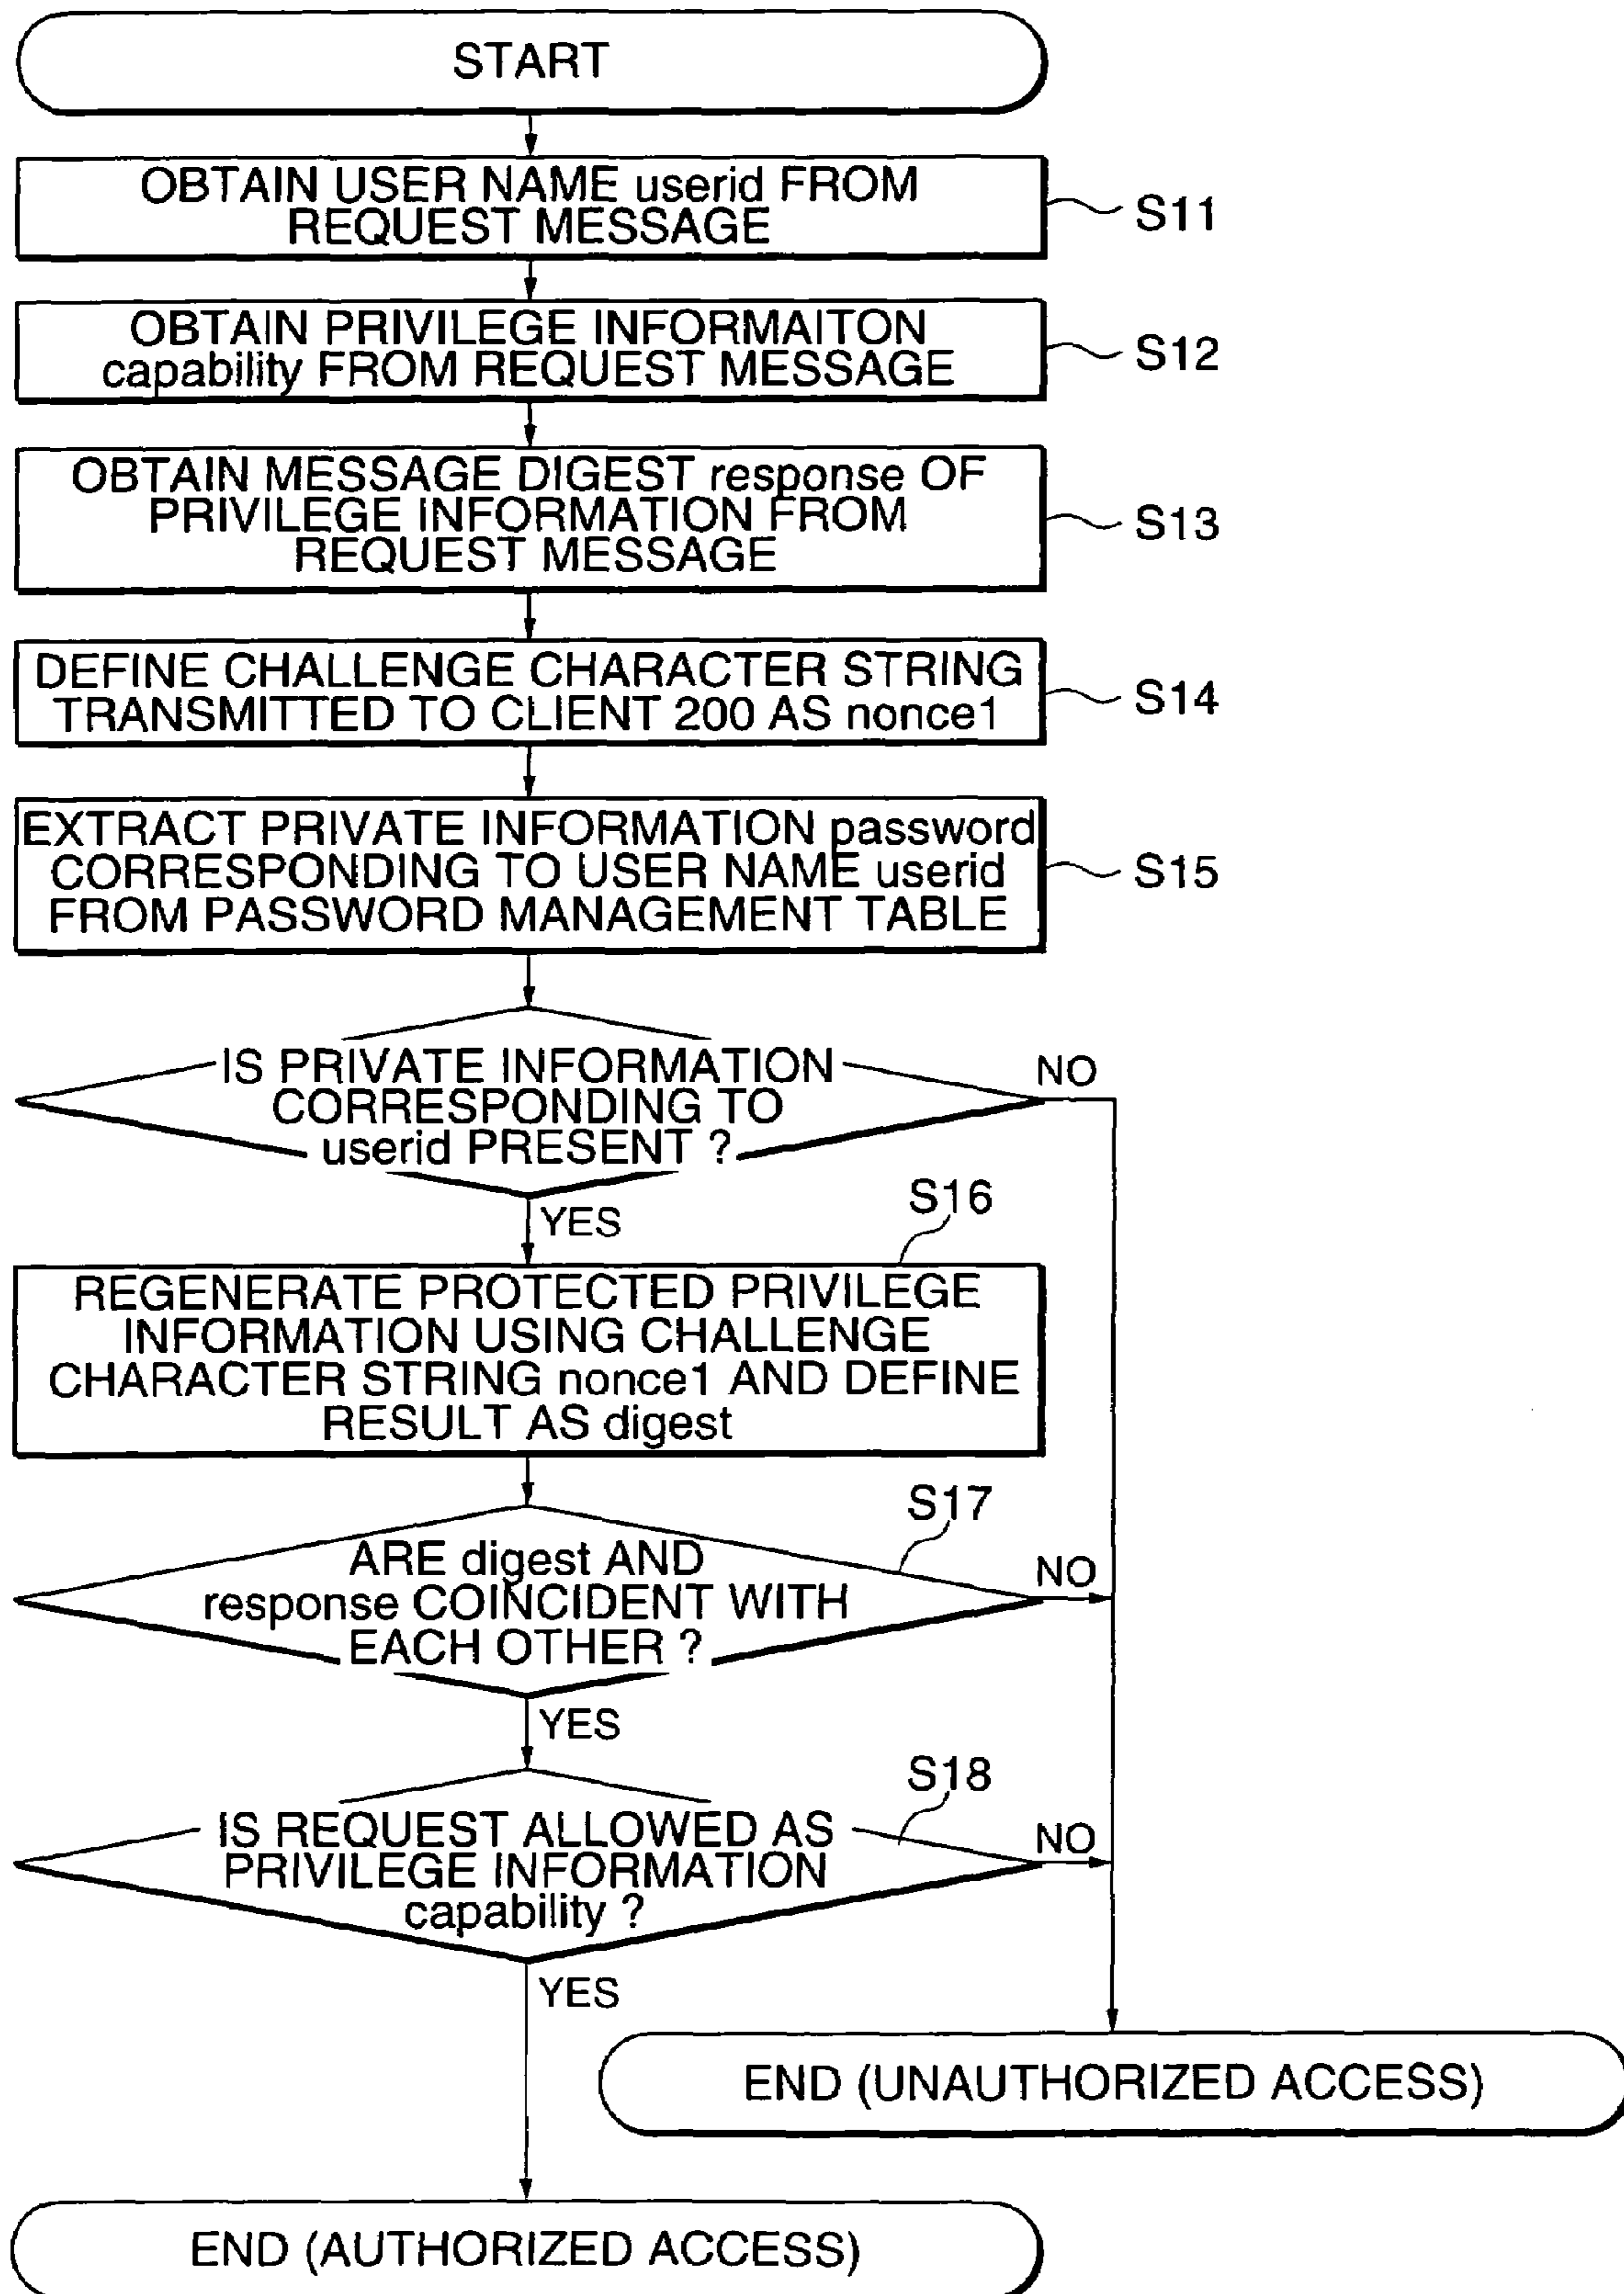 START
OBTAIN USER NAME userid FROM
REQUEST MESSAGE
S11
OBTAIN PRIVILEGE INFORMAITON
capability FROM REQUEST MESSAGE
S12
OBTAIN MESSAGE DIGEST response OF
PRIVILEGE INFORMATION FROM
REQUEST MESSAGE
S13
DEFINE CHALLENGE CHARACTER STRING
TRANSMITTED TO CLIENT 200 AS nonce1
S14
EXTRACT PRIVATE INFORMATION password
CORRESPONDING TO USER NAME userid
FROM PASSWORD MANAGEMENT TABLE
S15
IS PRIVATE INFORMATION
CORRESPONDING TO
userid PRESENT ?
NO
YES
S16
REGENERATE PROTECTED PRIVILEGE
INFORMATION USING CHALLENGE
CHARACTER STRING nonce1 AND DEFINE
RESULT AS digest
S17
ARE digest AND
response COINCIDENT WITH
EACH OTHER ?
NO
YES
S18
IS REQUEST ALLOWED AS
PRIVILEGE INFORMATION
capability ?
NO
YES
END (UNAUTHORIZED ACCESS)
END (AUTHORIZED ACCESS)